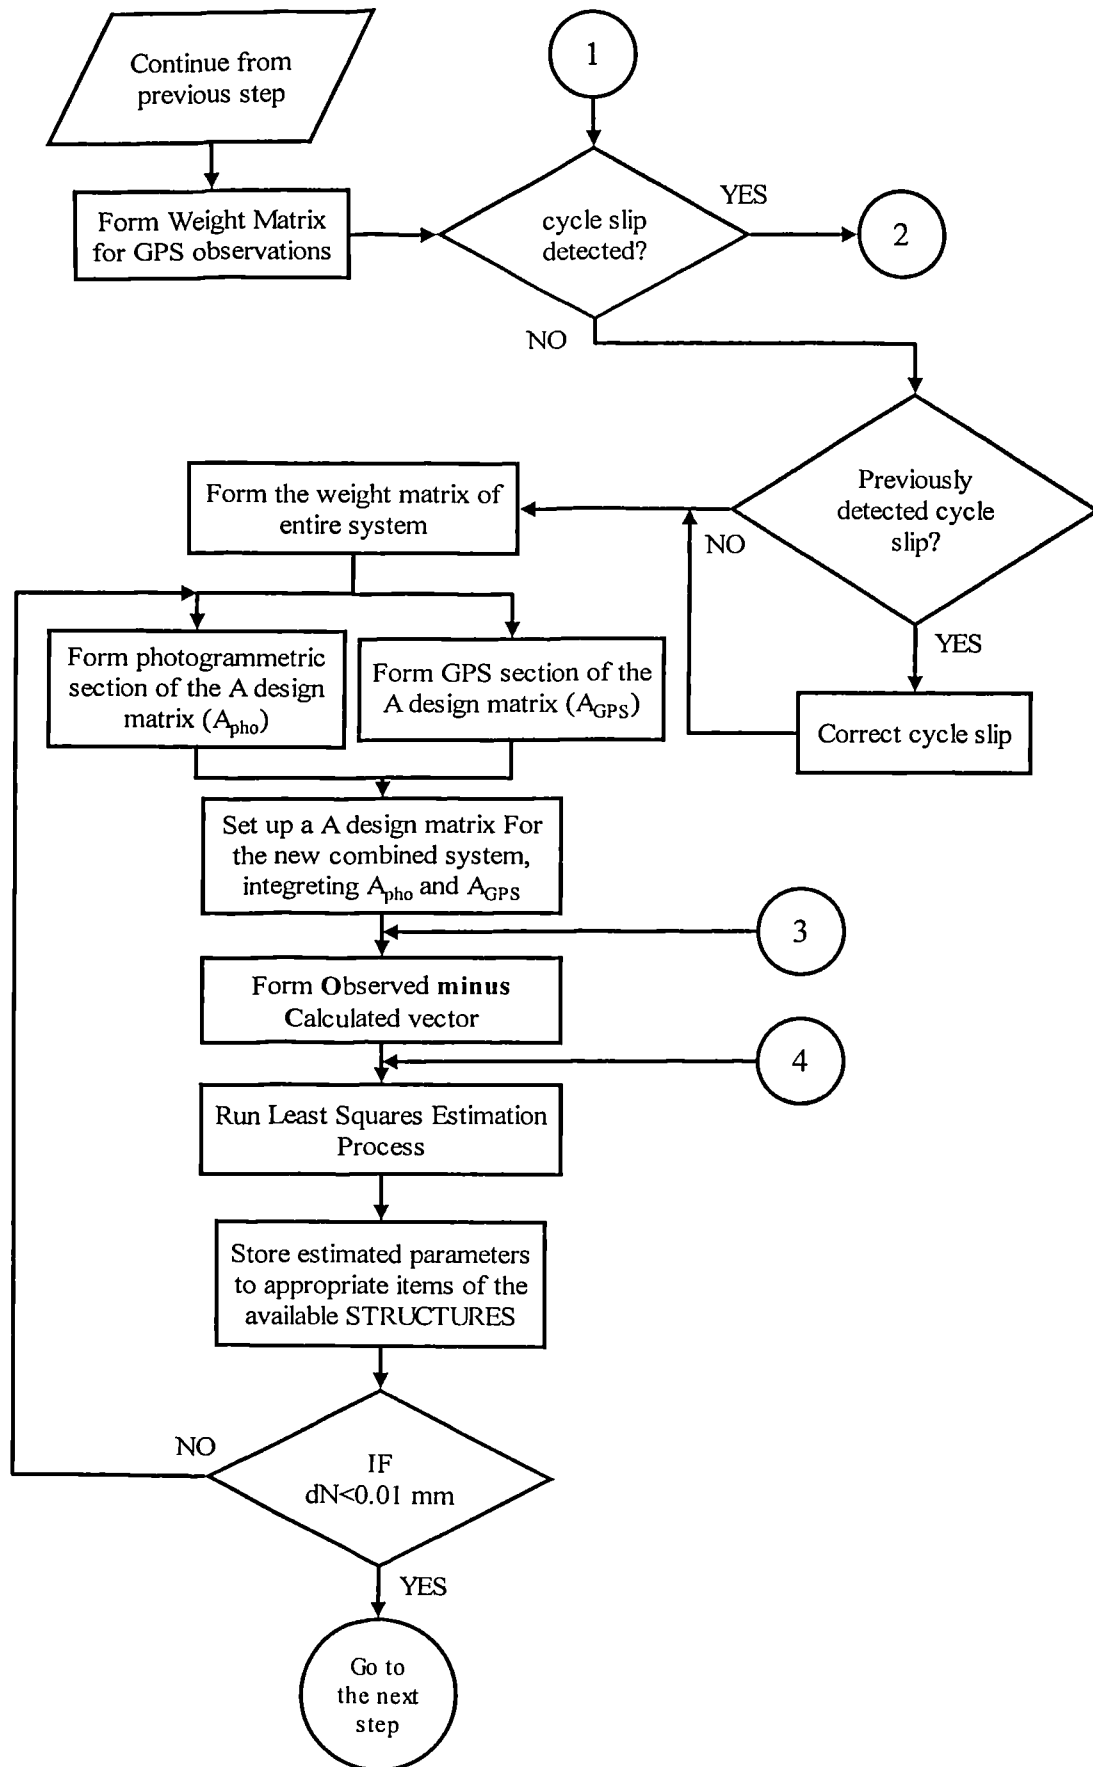 Continue from
previous step
1
Form Weight Matrix
for GPS observations
cycle slip
detected?
YES
2
NO
Previously
detected cycle
slip?
NO
YES
Form the weight matrix of
entire system
Correct cycle slip
Form photogrammetric
section of the A design
matrix (Apho)
Form GPS section of the
A design matrix (AGPS)
Set up a A design matrix For
the new combined system,
integreting Apho and AGPS
3
Form Observed minus
Calculated vector
4
Run Least Squares Estimation
Process
Store estimated parameters
to appropriate items of the
available STRUCTURES
NO
IF
dN<0.01 mm
YES
Go to
the next
step